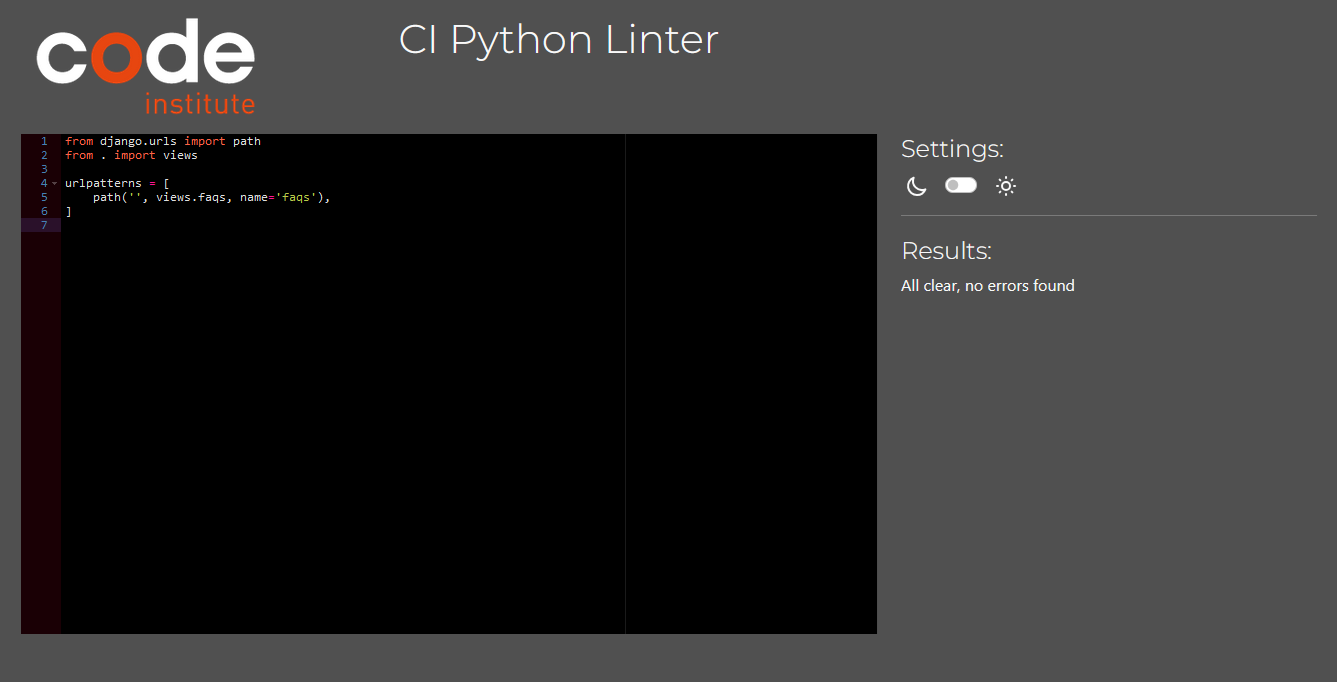 code
institute
CI Python Linter
1 from django.urls import path
2 from . import views
3
4 urlpatterns = [
5     path('', views.faqs, name='faqs'),
6 ]
7
Settings:
Results:
All clear, no errors found